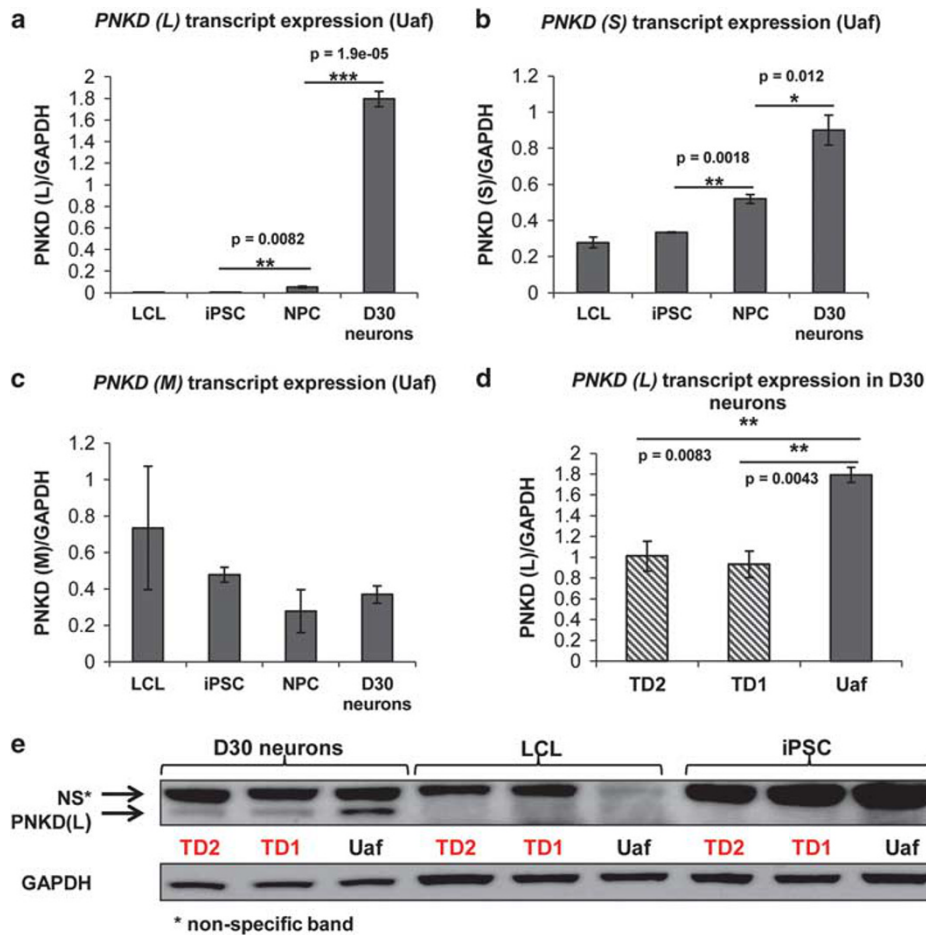 a
PNKD (L) transcript expression (Uaf)
p = 1.9e-05
***
2
1.8
1.6
1.4
1.2
1
0.8
0.6
0.4
0.2
0
PNKD (L)/GAPDH
p = 0.0082
**
LCL iPSC NPC D30
neurons
b
PNKD (S) transcript expression (Uaf)
p = 0.012
*
1.2
1
0.8
0.6
0.4
0.2
0
PNKD (S)/GAPDH
p = 0.0018
**
LCL iPSC NPC D30
neurons
c
PNKD (M) transcript expression (Uaf)
1.2
1
0.8
0.6
0.4
0.2
0
PNKD (M)/GAPDH
LCL iPSC NPC D30
neurons
d
PNKD (L) transcript expression in D30
neurons
**
p = 0.0083
**
p = 0.0043
2
1.8
1.6
1.4
1.2
1
0.8
0.6
0.4
0.2
0
PNKD (L)/GAPDH
TD2 TD1 Uaf
e
D30 neurons LCL iPSC
NS*
PNKD(L)
TD2 TD1 Uaf TD2 TD1 Uaf TD2 TD1 Uaf
GAPDH
* non-specific band